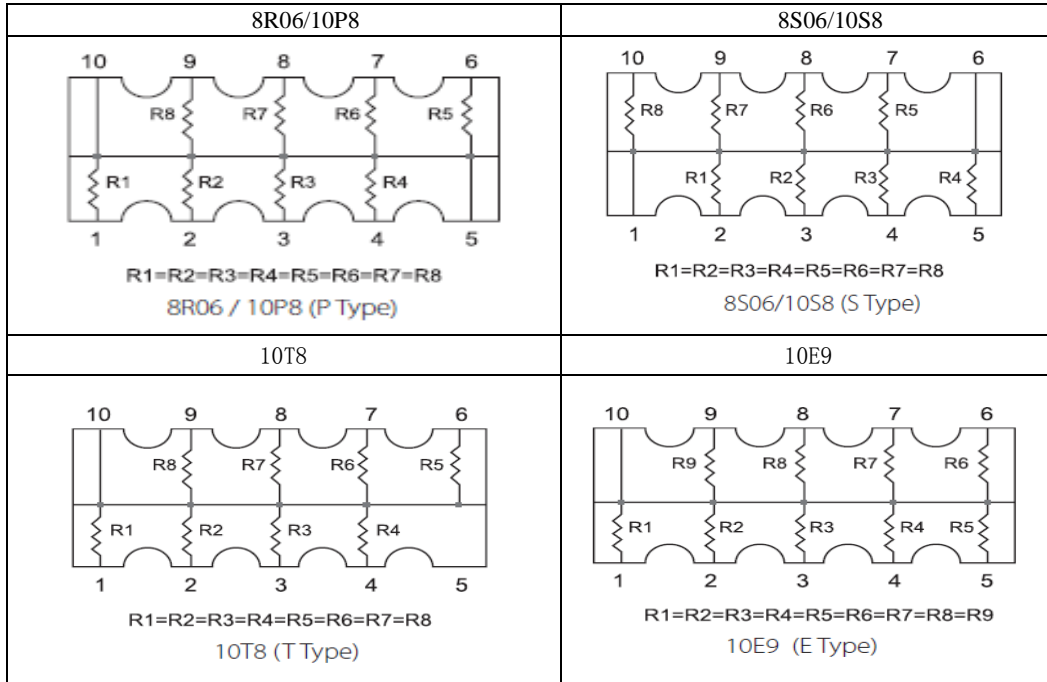 8R06/10P8
10 9 8 7 6
R8 R7 R6 R5
R1 R2 R3 R4
1 2 3 4 5
R1=R2=R3=R4=R5=R6=R7=R8
8R06 / 10P8 (P Type)
8S06/10S8
10 9 8 7 6
R8 R7 R6 R5
R1 R2 R3 R4
1 2 3 4 5
R1=R2=R3=R4=R5=R6=R7=R8
8S06/10S8 (S Type)
10T8
10 9 8 7 6
R8 R7 R6 R5
R1 R2 R3 R4
1 2 3 4 5
R1=R2=R3=R4=R5=R6=R7=R8
10T8 (T Type)
10E9
10 9 8 7 6
R9 R8 R7 R6
R1 R2 R3 R4 R5
1 2 3 4 5
R1=R2=R3=R4=R5=R6=R7=R8=R9
10E9 (E Type)